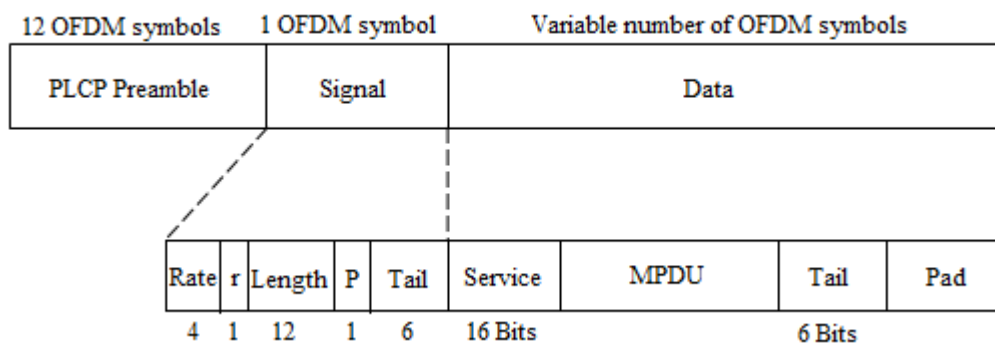 12 OFDM symbols 1 OFDM symbol Variable number of OFDM symbols
PLCP Preamble Signal Data
Rate r Length P Tail Service MPDU Tail Pad
4 1 12 1 6 16 Bits 6 Bits